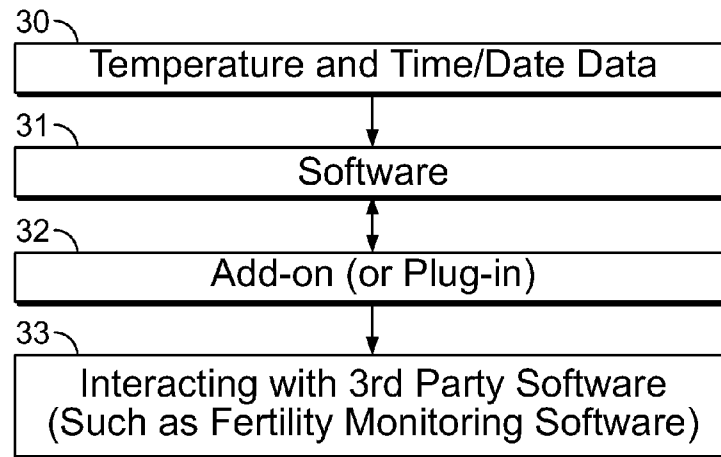 30
Temperature and Time/Date Data
31
Software
32
Add-on (or Plug-in)
33
Interacting with 3rd Party Software
(Such as Fertility Monitoring Software)